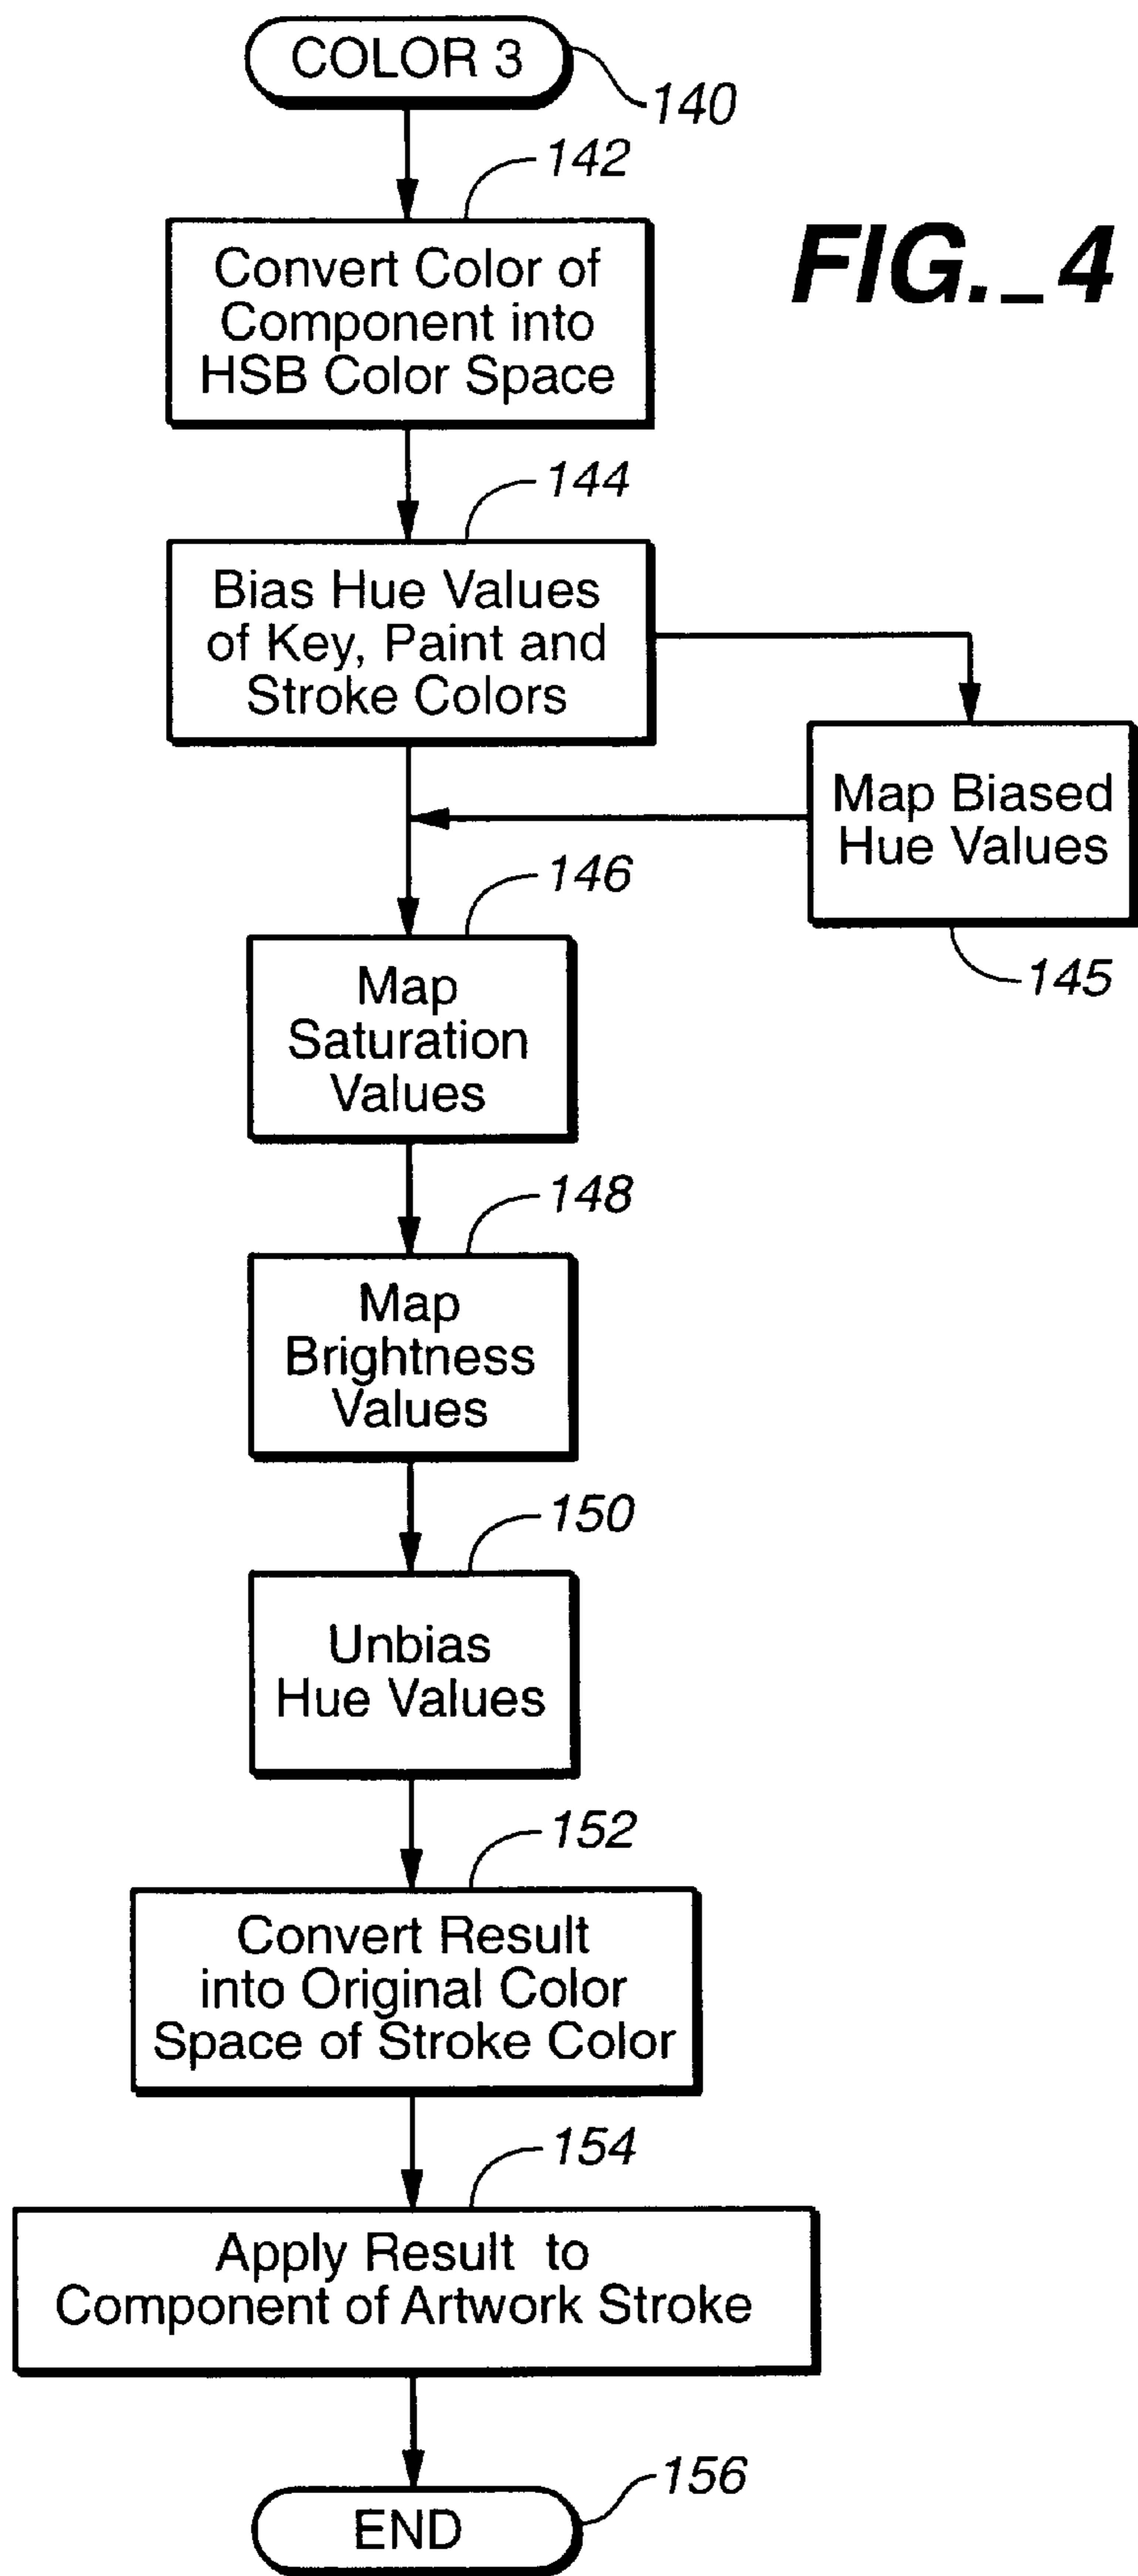 COLOR 3
140
142
FIG._4
Convert Color of
Component into
HSB Color Space
144
Bias Hue Values
of Key, Paint and
Stroke Colors
Map Biased
Hue Values
145
146
Map
Saturation
Values
148
Map
Brightness
Values
150
Unbias
Hue Values
152
Convert Result
into Original Color
Space of Stroke Color
154
Apply Result to
Component of Artwork Stroke
156
END